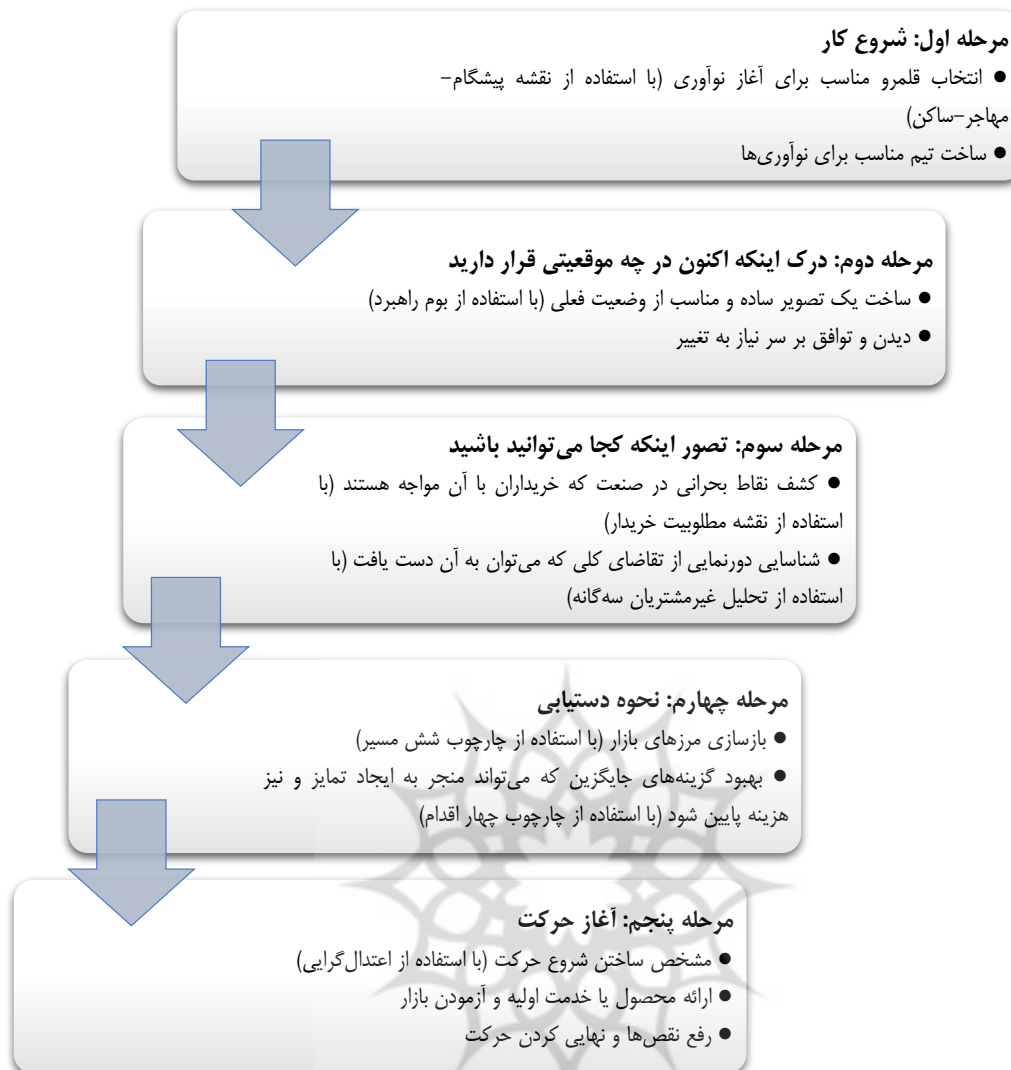 مرحله اول: شروع کار
● انتخاب قلمرو مناسب برای آغاز نوآوری (با استفاده از نقشه پیشگام-
مهاجر-ساکن)
● ساخت تیم مناسب برای نوآوری‌ها
مرحله دوم: درک اینکه اکنون در چه موقعیتی قرار دارید
● ساخت یک تصویر ساده و مناسب از وضعیت فعلی (با استفاده از بوم راهبرد)
● دیدن و توافق بر سر نیاز به تغییر
مرحله سوم: تصور اینکه کجا می‌توانید باشید
● کشف نقاط بحرانی در صنعت که خریداران با آن مواجه هستند (با
استفاده از نقشه مطلوبیت خریدار)
● شناسایی دورنمایی از تقاضای کلی که می‌توان به آن دست یافت (با
استفاده از تحلیل غیرمشتریان سه‌گانه)
مرحله چهارم: نحوه دستیابی
● بازسازی مرزهای بازار (با استفاده از چارچوب شش مسیر)
● بهبود گزینه‌های جایگزین که می‌تواند منجر به ایجاد تمایز و نیز
هزینه پایین شود (با استفاده از چارچوب چهار اقدام)
مرحله پنجم: آغاز حرکت
● مشخص ساختن شروع حرکت (با استفاده از اعتدال‌گرایی)
● ارائه محصول یا خدمت اولیه و آزمودن بازار
● رفع نقص‌ها و نهایی کردن حرکت